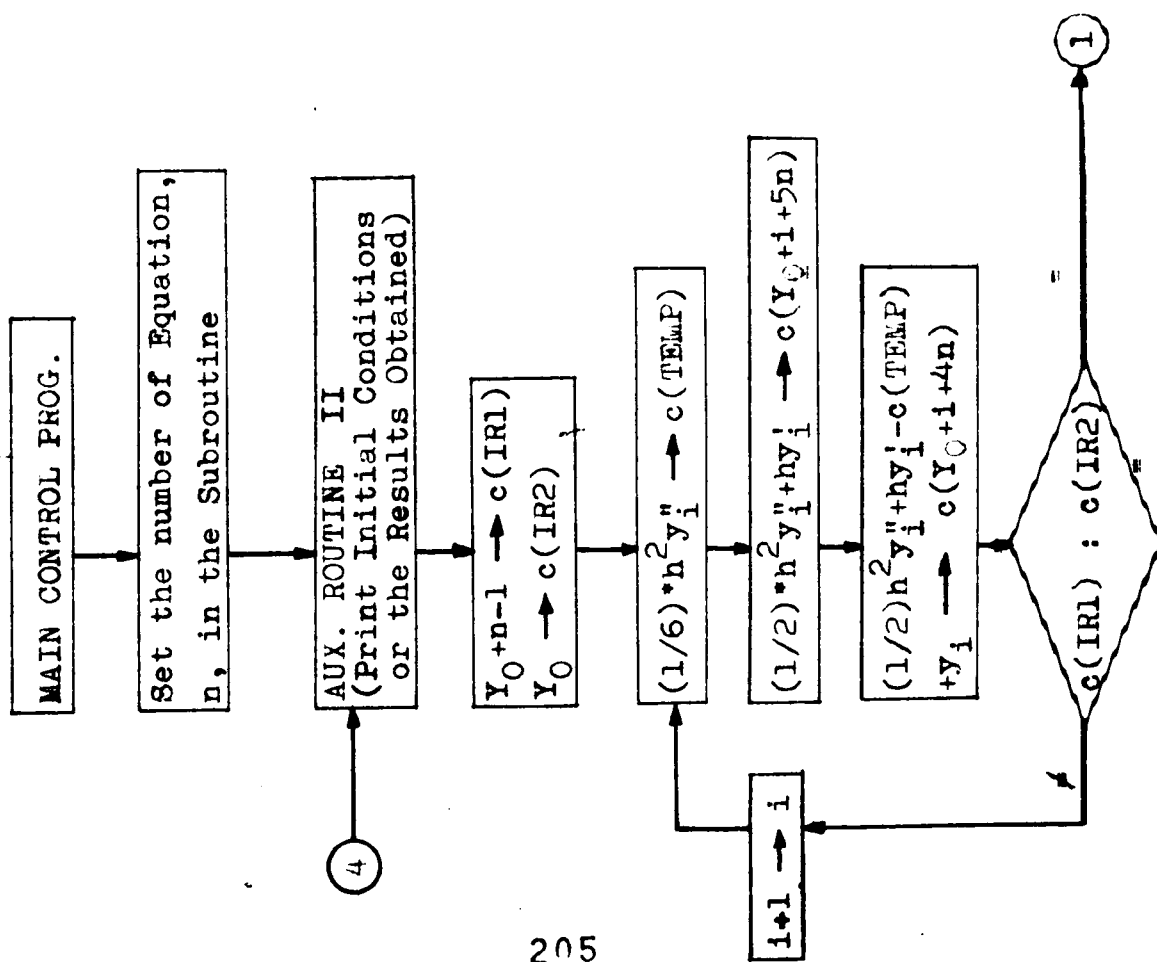 MAIN CONTROL PROG.
Set the number of Equation,
n, in the Subroutine
4
AUX. ROUTINE II
(Print Initial Conditions
or the Results Obtained)
Y₀+n-1 → c(IR1)
Y₀ → c(IR2)
i+1 → i
(1/6)*h²y"ᵢ → c(TEMP)
(1/2)*h²y"ᵢ+hy'ᵢ → c(Y₀+i+5n)
(1/2)h²y"ᵢ+hy'ᵢ-c(TEMP)
+yᵢ → c(Y₀+i+4n)
≠
c(IR1) : c(IR2)
=
=
1
205